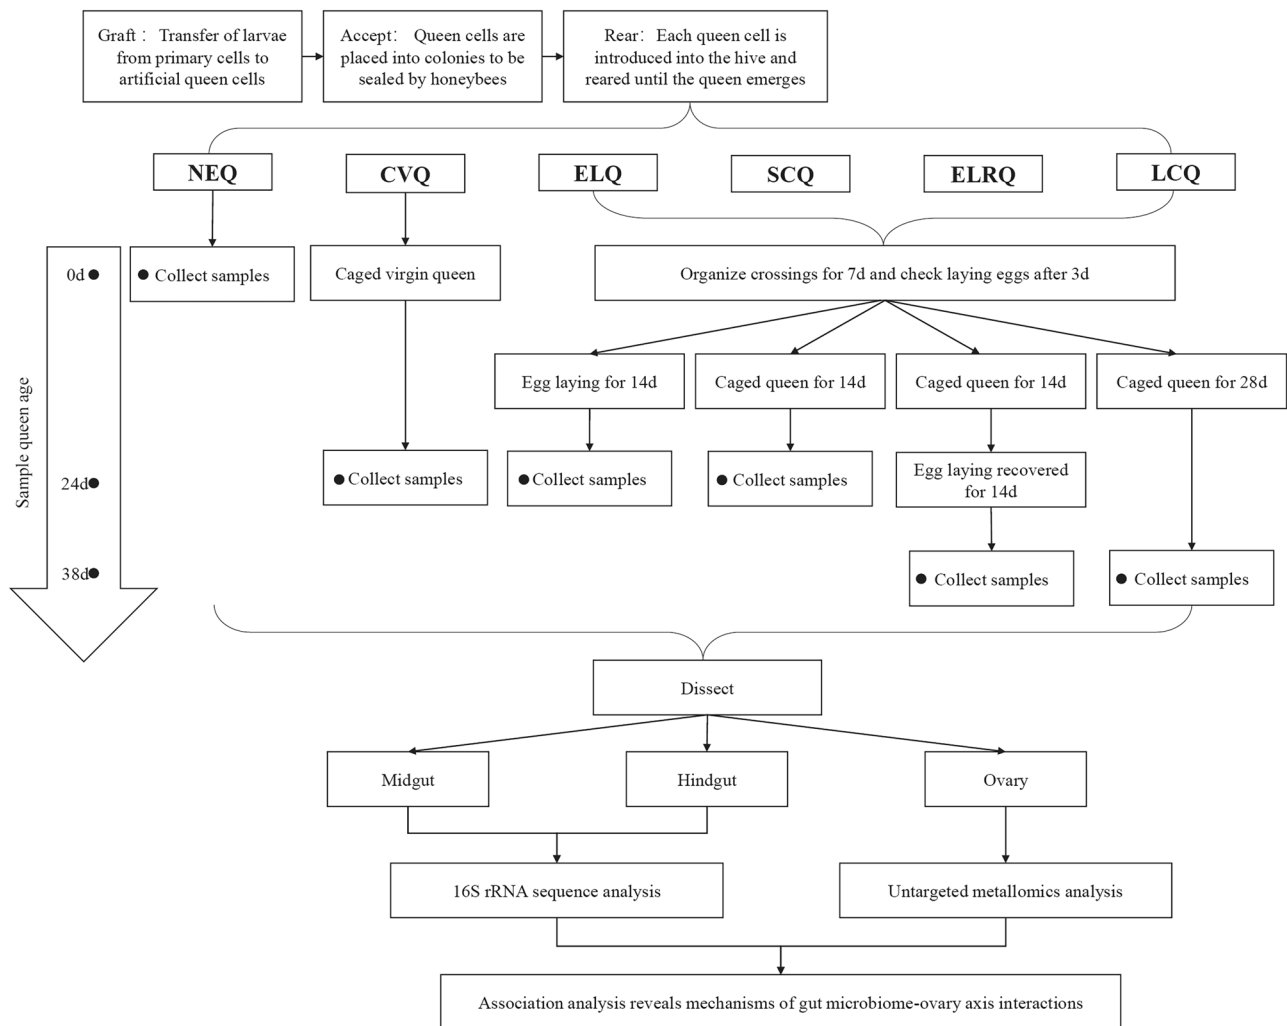 Graft： Transfer of larvae
from primary cells to
artificial queen cells
Accept： Queen cells are
placed into colonies to be
sealed by honeybees
Rear： Each queen cell is
introduced into the hive and
reared until the queen emerges
NEQ
CVQ
ELQ
SCQ
ELRQ
LCQ
Sample queen age
0d
24d
38d
Collect samples
Caged virgin queen
Organize crossings for 7d and check laying eggs after 3d
Egg laying for 14d
Caged queen for 14d
Caged queen for 14d
Caged queen for 28d
Collect samples
Collect samples
Collect samples
Egg laying recovered
for 14d
Collect samples
Collect samples
Dissect
Midgut
Hindgut
Ovary
16S rRNA sequence analysis
Untargeted metallomics analysis
Association analysis reveals mechanisms of gut microbiome-ovary axis interactions